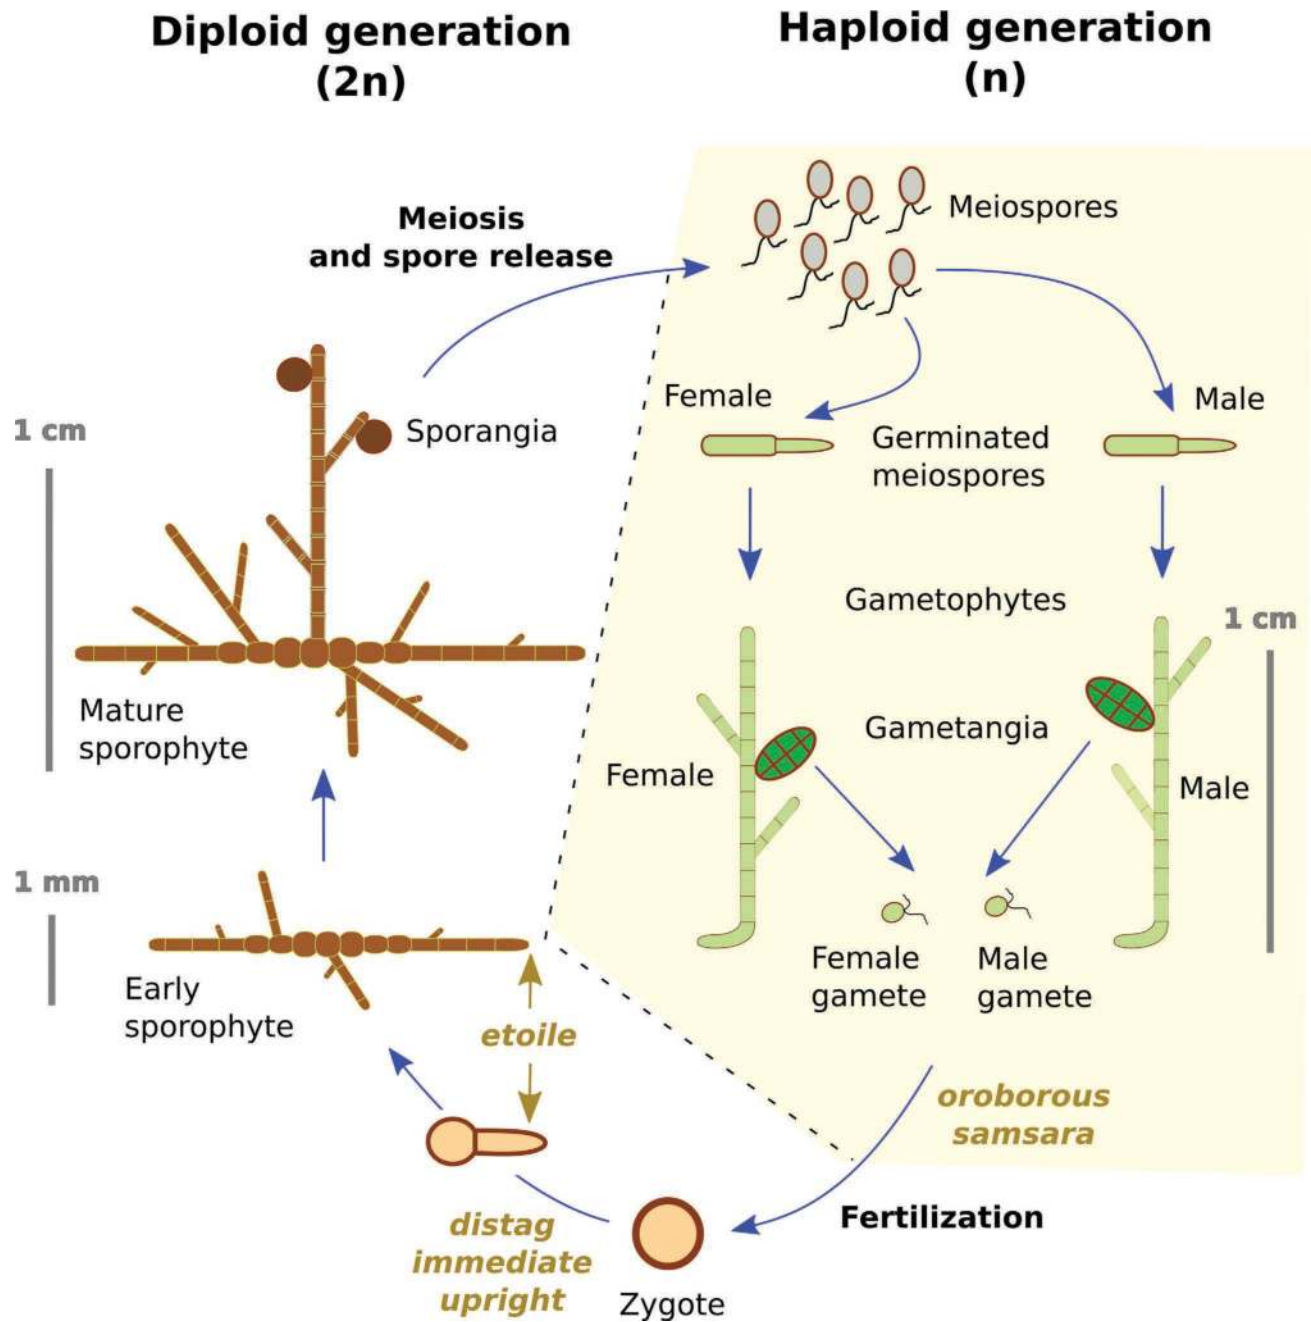 Diploid generation
(2n)
Haploid generation
(n)
Meiosis
and spore release
Meiospores
Female
Male
Germinated
meiospores
1 cm
Sporangia
Gametophytes
1 cm
Mature
sporophyte
Gametangia
Female
Male
1 mm
Early
sporophyte
Female
gamete
Male
gamete
etoile
oroborous
samsara
Fertilization
distag
immediate
upright
Zygote